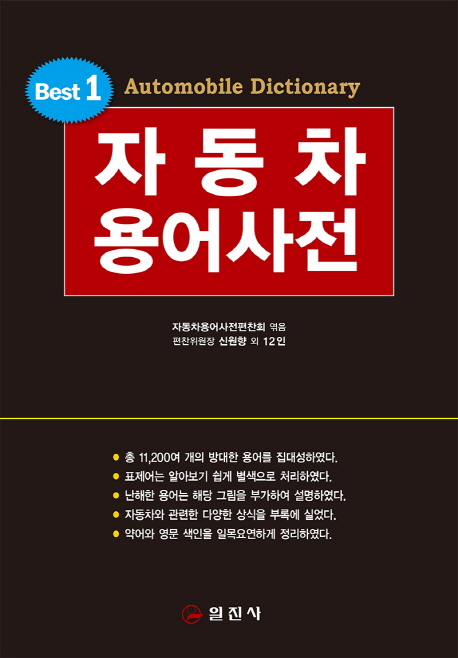 Best 1
Automobile Dictionary
자동차
용어사전
자동차용어사전편찬회 엮음
편찬위원장 신원향 외 12인
총 11,200여 개의 방대한 용어를 집대성하였다.
표제어는 알아보기 쉽게 별색으로 처리하였다.
난해한 용어는 해당 그림을 부가하여 설명하였다.
자동차와 관련한 다양한 상식을 부록에 실었다.
약어와 영문 색인을 일목요연하게 정리하였다.
일진사